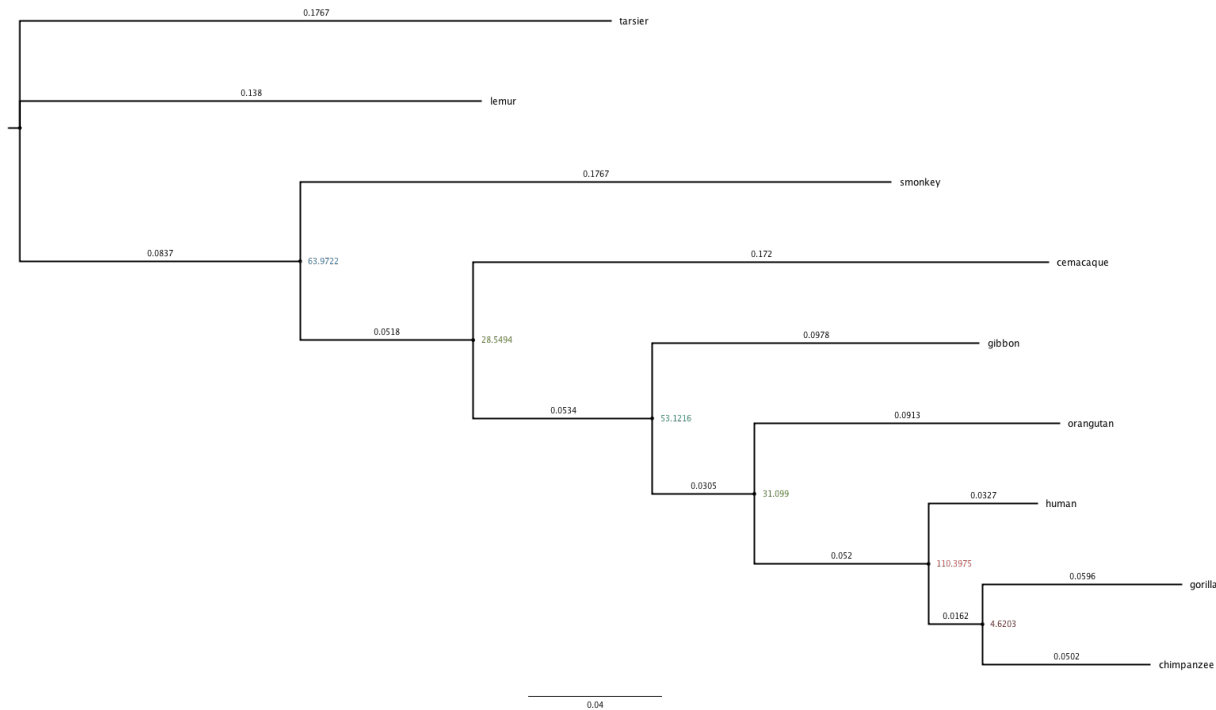 0.1767
tarsier
0.138
lemur
0.1767
smonkey
0.0837
63.9722
0.172
cemacaque
0.0518
28.5494
0.0978
gibbon
0.0534
53.1216
0.0913
orangutan
0.0305
31.099
0.0327
human
0.052
110.3975
0.0596
gorilla
0.0162
4.6203
0.0502
chimpanzee
0.04